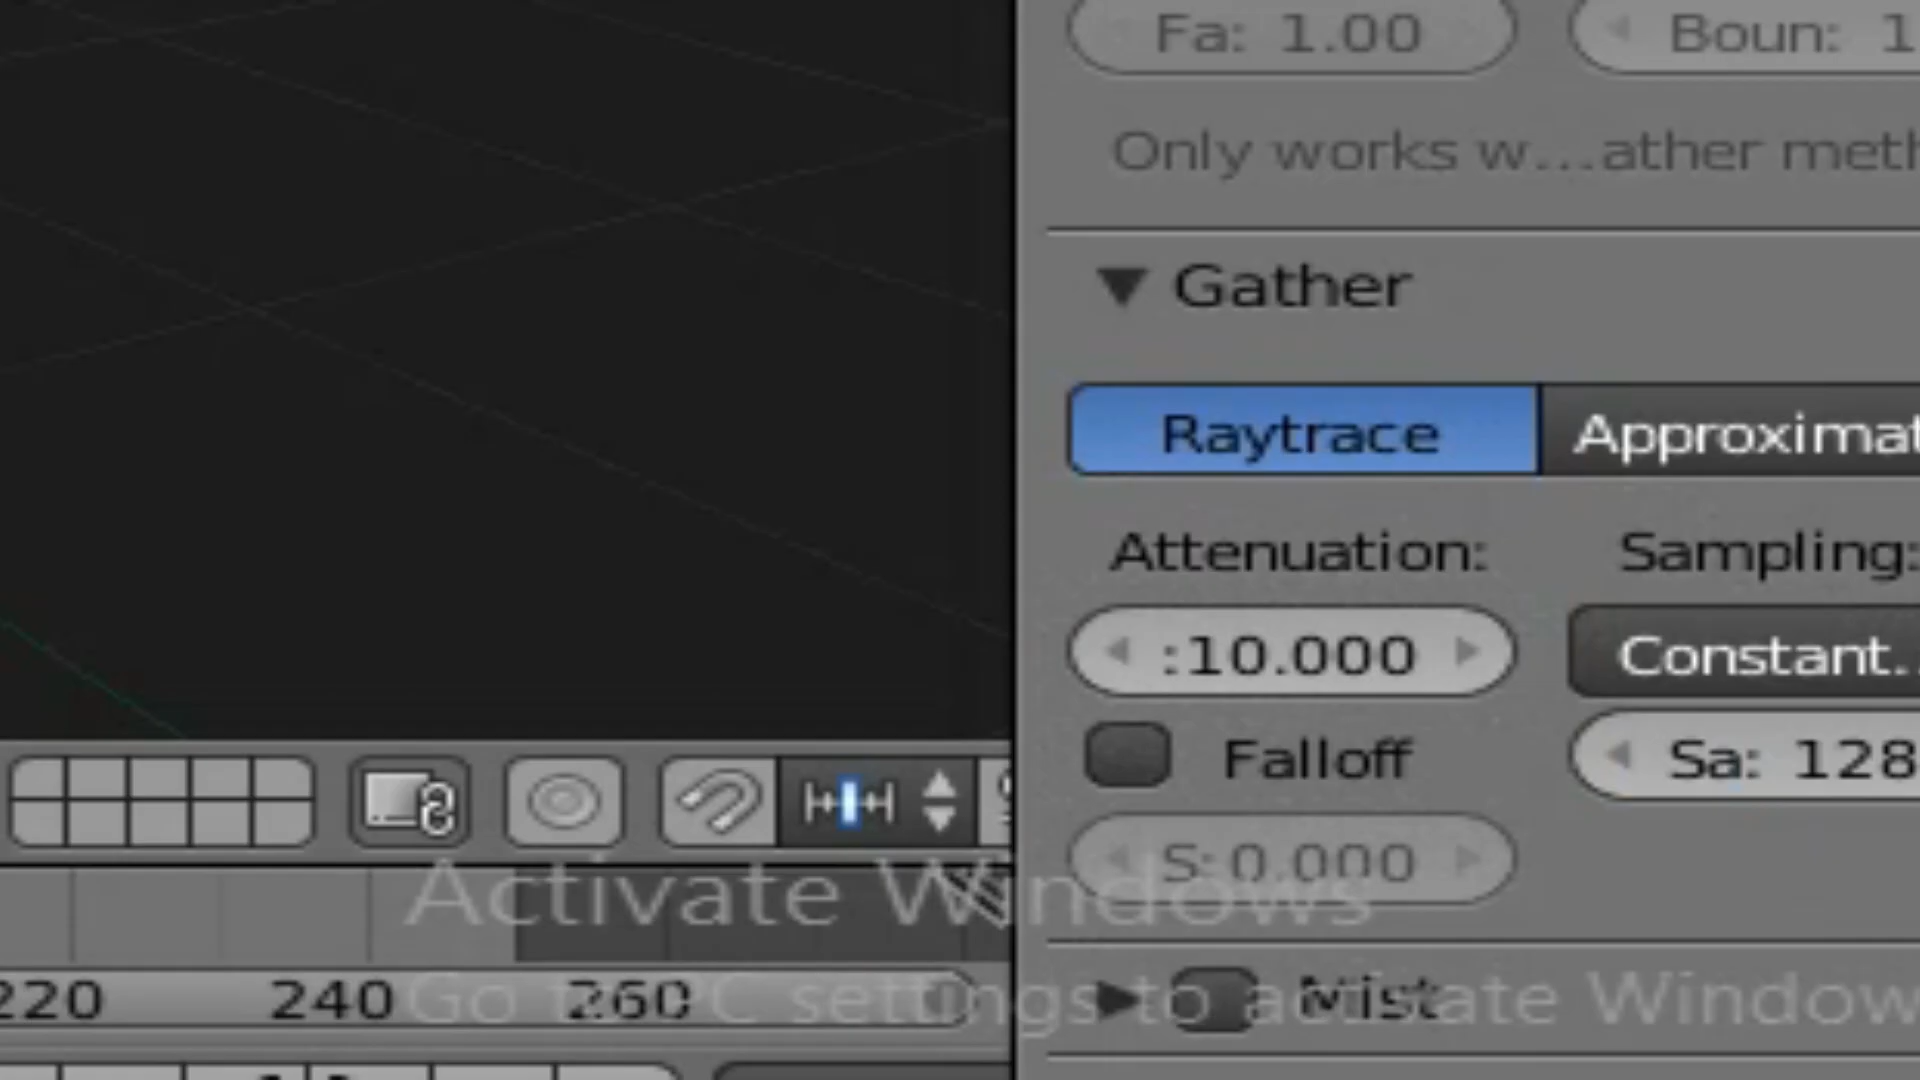 Fa: 1.00
Boun: 1
Only works w...ather meth
Gather
Raytrace
Approximat
Attenuation:
Sampling:
:10.000
Constant..
Falloff
Sa: 128
S:0.000
Activate Windows
220 240 260
Mist
Go to PC settings to activate Window